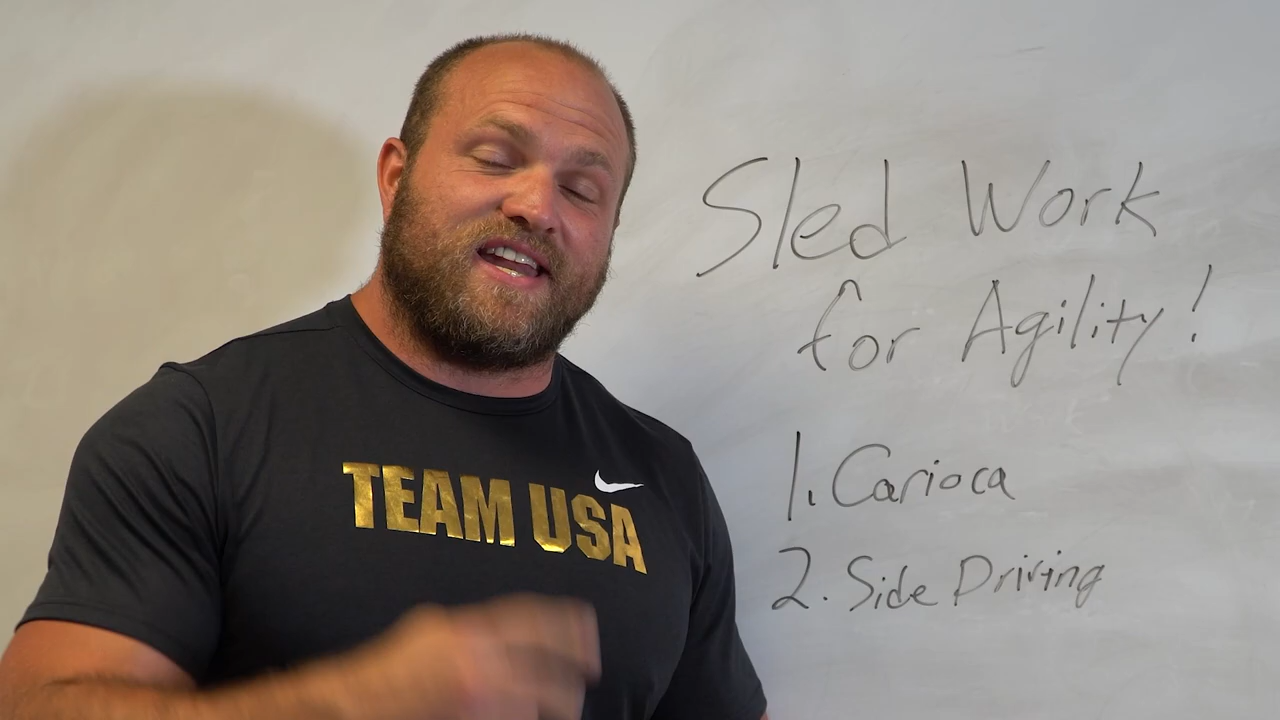 Sled Work
for Agility!
1. Carioca
2. Side Driving
TEAM USA